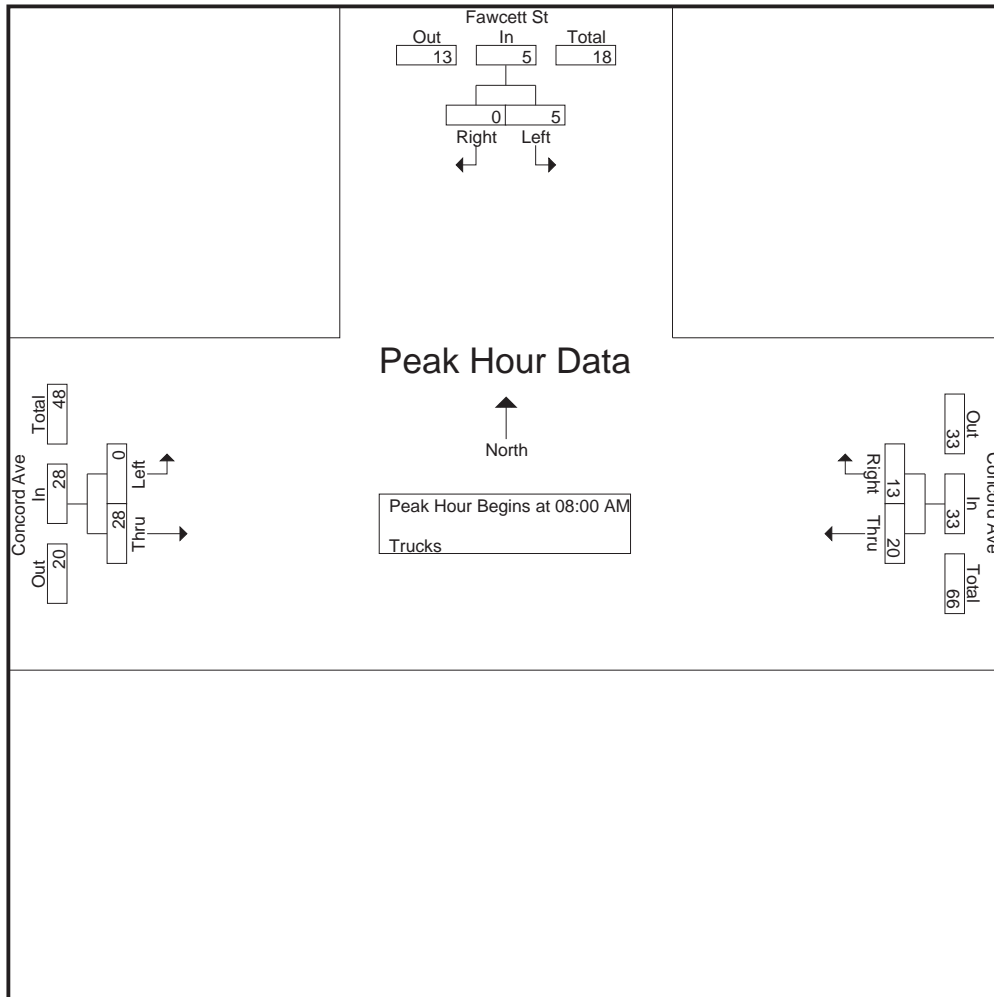 Fawcett St
Out In Total
13 5 18
0 5
Right Left
Peak Hour Data
North
Peak Hour Begins at 08:00 AM
Trucks
Concord Ave
Total In Out
48 28 20
0 28
Left Thru
Concord Ave
Out In Total
33 33 66
13 20
Right Thru